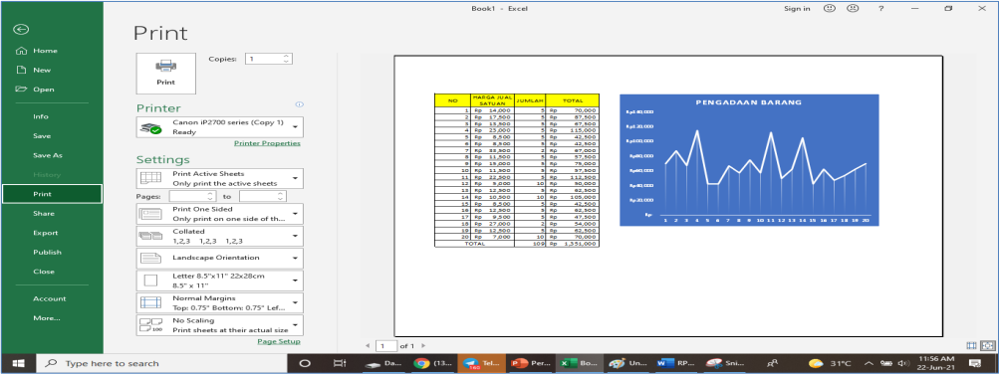 Book1 - Excel
Sign in
?
Print
Home
New
Open
Info
Save
Save As
History
Print
Share
Export
Publish
Close
Account
More...
Copies: 1
Print
Printer
Canon iP2700 series (Copy 1)
Ready
Printer Properties
Settings
Print Active Sheets
Only print the active sheets
Pages: to
Print One Sided
Only print on one side of th...
Collated
1,2,3 1,2,3 1,2,3
Landscape Orientation
Letter 8.5"x11" 22x28cm
8.5" x 11"
Normal Margins
Top: 0.75" Bottom: 0.75" Lef...
No Scaling
100 Print sheets at their actual size
Page Setup
NO HARGA JUAL SATUAN JUMLAH TOTAL
1 Rp 14,000 5 Rp 70,000
2 Rp 17,500 5 Rp 87,500
3 Rp 13,500 5 Rp 67,500
4 Rp 23,000 5 Rp 115,000
5 Rp 8,500 5 Rp 42,500
6 Rp 8,500 5 Rp 42,500
7 Rp 33,500 2 Rp 67,000
8 Rp 11,500 5 Rp 57,500
9 Rp 15,000 5 Rp 75,000
10 Rp 11,500 5 Rp 57,500
11 Rp 22,500 5 Rp 112,500
12 Rp 5,000 10 Rp 50,000
13 Rp 12,500 5 Rp 62,500
14 Rp 10,500 10 Rp 105,000
15 Rp 8,500 5 Rp 42,500
16 Rp 12,500 5 Rp 62,500
17 Rp 9,500 5 Rp 47,500
18 Rp 27,000 2 Rp 54,000
19 Rp 12,500 5 Rp 62,500
20 Rp 7,000 10 Rp 70,000
TOTAL 109 Rp 1,351,000
PENGADAAN BARANG
Rp140,000
Rp120,000
Rp100,000
Rp80,000
Rp60,000
Rp40,000
Rp20,000
Rp
1 2 3 4 5 6 7 8 9 10 11 12 13 14 15 16 17 18 19 20
1 of 1
Type here to search
Da...
(13...
Tel...
Per...
Bo...
Un...
RP...
Sni...
31°C
11:56 AM
22-Jun-21